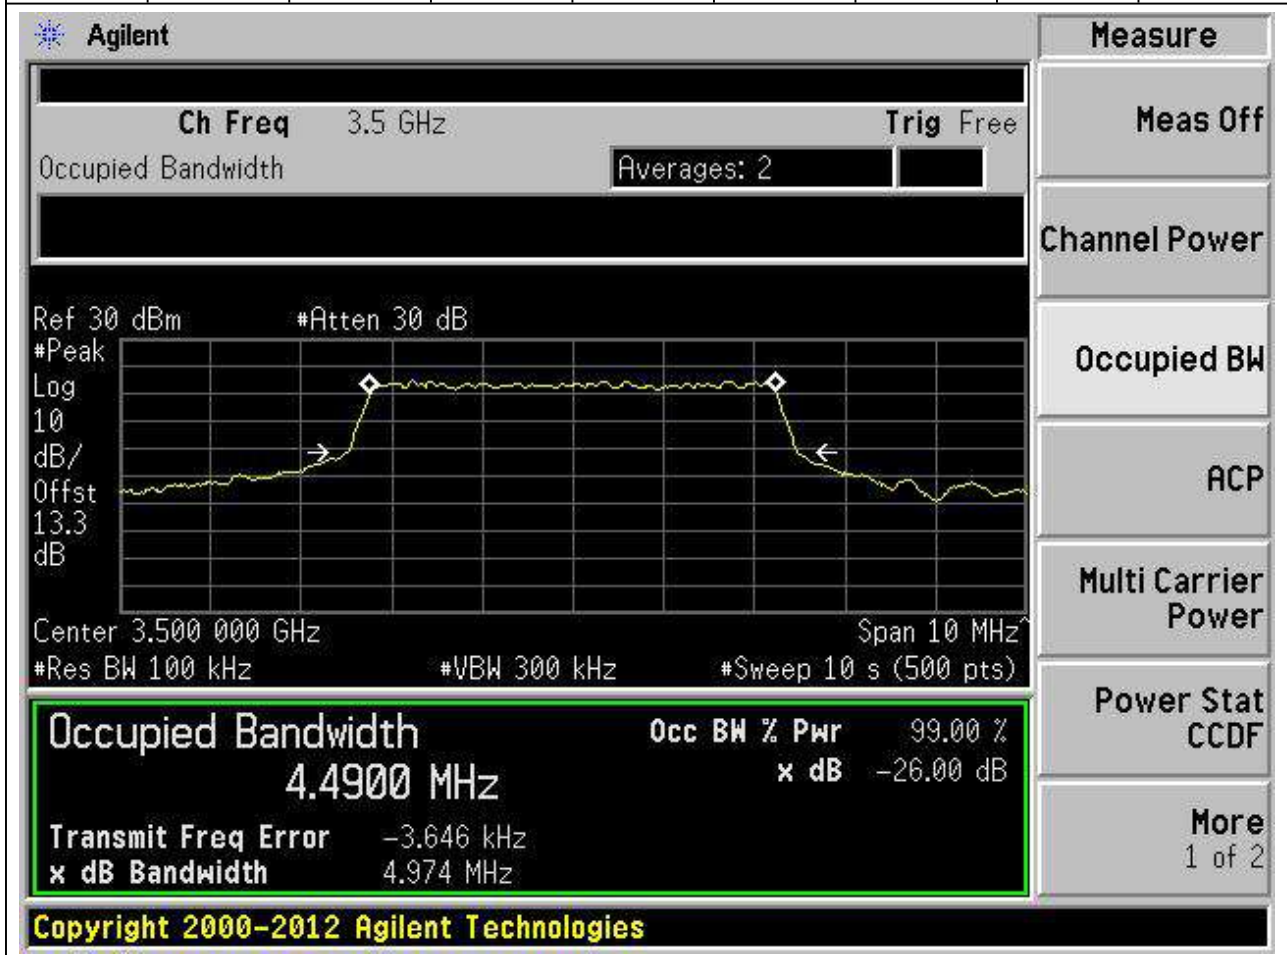 Agilent
Measure
Ch Freq 3.5 GHz Trig Free
Occupied Bandwidth Averages: 2
Meas Off
Channel Power
Occupied BW
ACP
Multi Carrier
Power
Power Stat
CCDF
More
1 of 2
Ref 30 dBm #Atten 30 dB
#Peak
Log
10
dB/
Offst
13.3
dB
Center 3.500 000 GHz Span 10 MHz^
#Res BW 100 kHz #VBW 300 kHz #Sweep 10 s (500 pts)
Occupied Bandwidth Occ BW % Pwr 99.00 %
4.4900 MHz x dB -26.00 dB
Transmit Freq Error -3.646 kHz
x dB Bandwidth 4.974 MHz
Copyright 2000-2012 Agilent Technologies